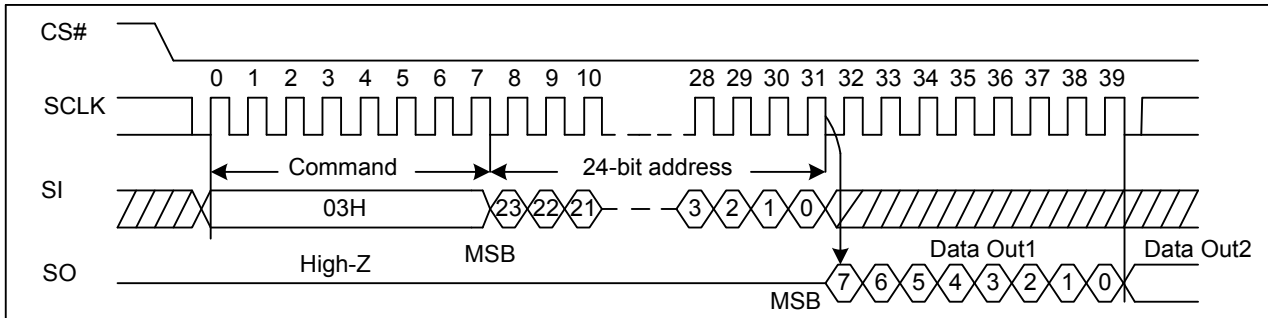 CS#
0 1 2 3 4 5 6 7 8 9 10 28 29 30 31 32 33 34 35 36 37 38 39
SCLK
Command 24-bit address
SI 03H 23 22 21 3 2 1 0
MSB
High-Z Data Out1 Data Out2
SO 7 6 5 4 3 2 1 0
MSB